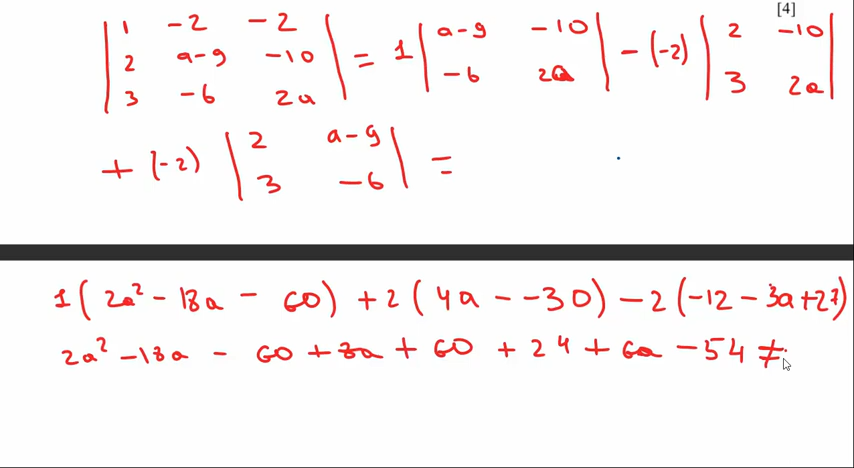 [4]
| 1 -2 -2 |
| 2 a-9 -10 | = 1 | a-9 -10 | - (-2) | 2 -10 |
| 3 -6 2a | | -6 2a | | 3 2a |
+ (-2) | 2 a-9 | =
| 3 -6 |
1 ( 2a² - 18a - 60 ) + 2 ( 4a - -30 ) - 2 ( -12 - 3a + 27 )
2a² - 18a - 60 + 8a + 60 + 24 + 6a - 54 ≠